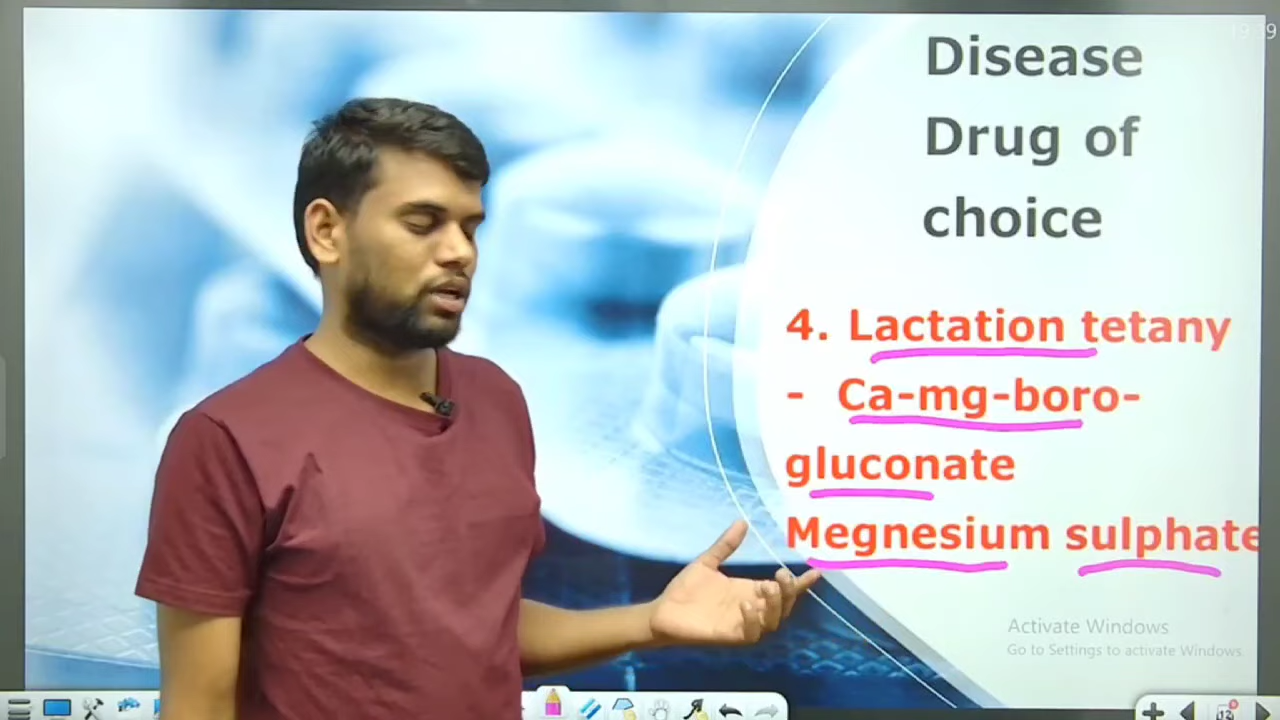 Disease
Drug of
choice
4. Lactation tetany
- Ca-mg-boro-
gluconate
Megnesium sulphate
Activate Windows
Go to Settings to activate Windows.
12